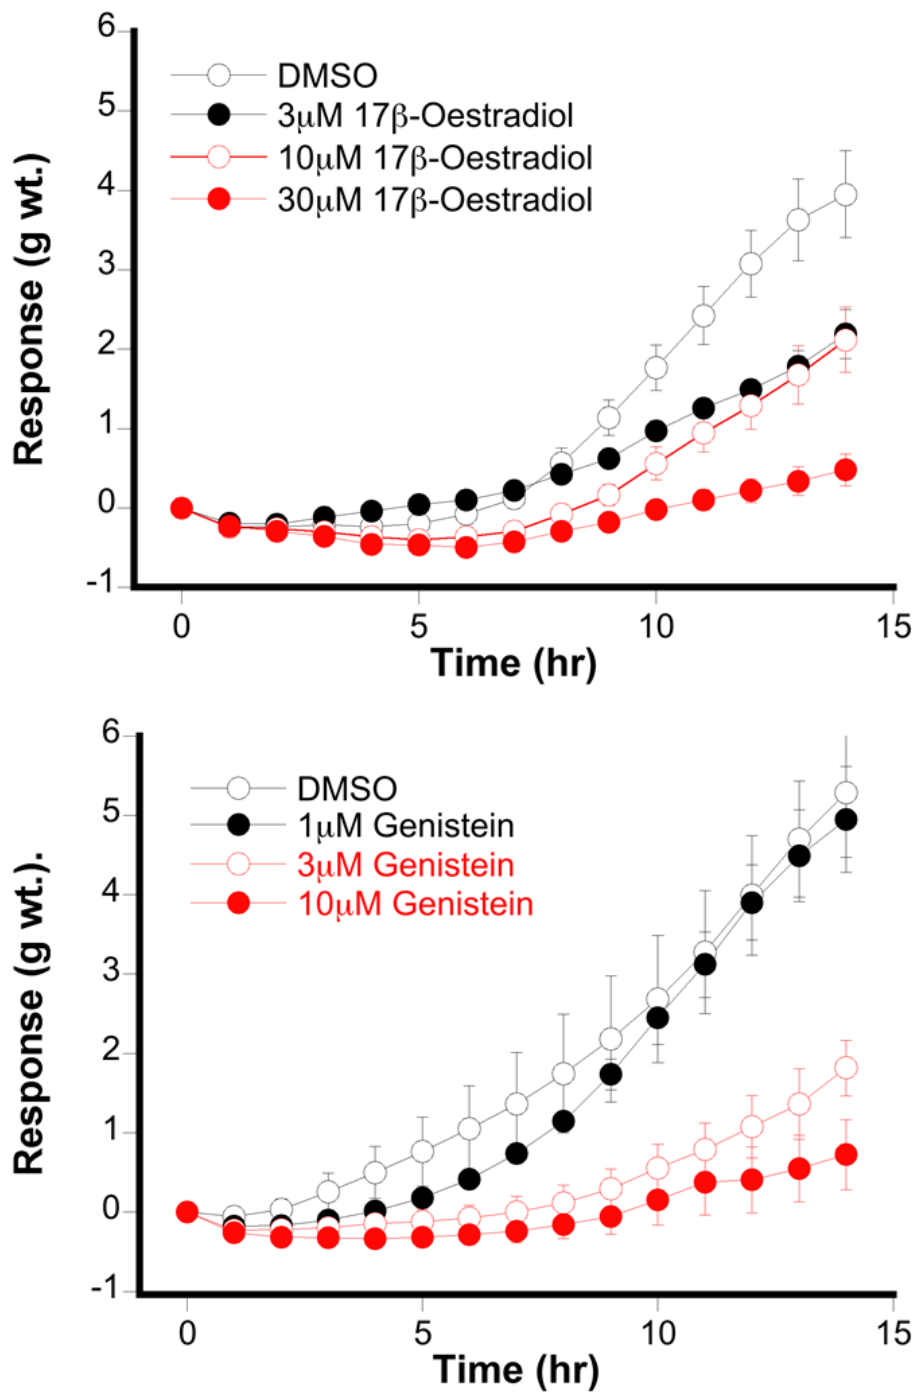 6
5
4
3
2
1
0
-1
Response (g wt.)
DMSO
3μM 17β-Oestradiol
10μM 17β-Oestradiol
30μM 17β-Oestradiol
0 5 10 15
Time (hr)
6
5
4
3
2
1
0
-1
Response (g wt.).
DMSO
1μM Genistein
3μM Genistein
10μM Genistein
0 5 10 15
Time (hr)